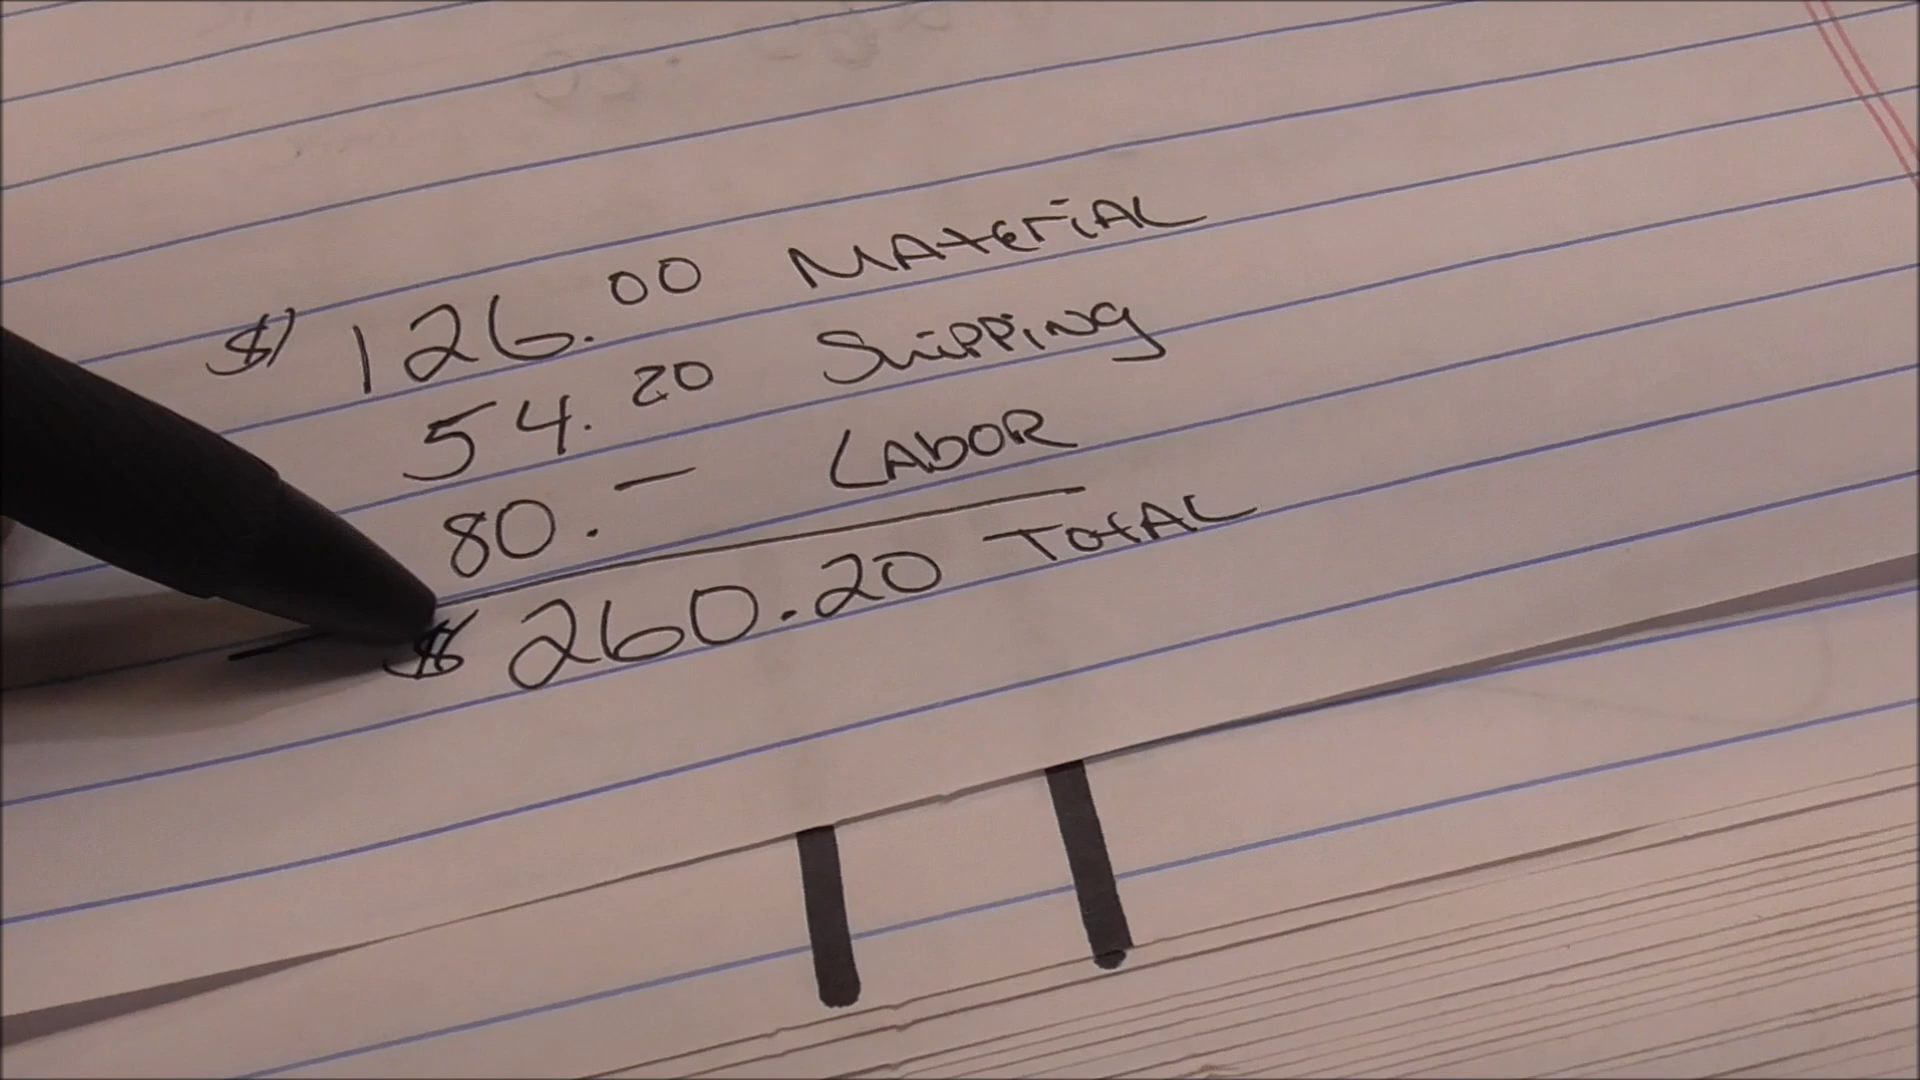 $ 126.00 MATERIAL
54.20 Shipping
80.— LABOR
$ 260.20 TOTAL